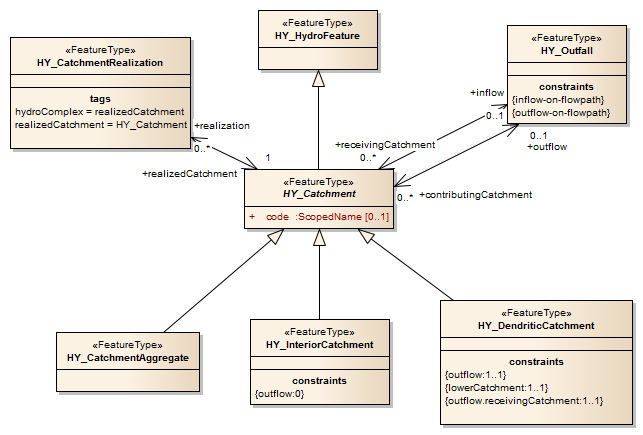 «FeatureType»
HY_HydroFeature
«FeatureType»
HY_CatchmentRealization
tags
hydroComplex = realizedCatchment
realizedCatchment = HY_Catchment
«FeatureType»
HY_Outfall
constraints
{inflow-on-flowpath}
{outflow-on-flowpath}
+inflow
0..1
0..1
+outflow
+realization
0..*
1
+realizedCatchment
+receivingCatchment
0..*
0..*
+contributingCatchment
«FeatureType»
HY_Catchment
+ code :ScopedName [0..1]
«FeatureType»
HY_CatchmentAggregate
«FeatureType»
HY_InteriorCatchment
constraints
{outflow:0}
«FeatureType»
HY_DendriticCatchment
constraints
{outflow:1..1}
{lowerCatchment:1..1}
{outflow.receivingCatchment:1..1}